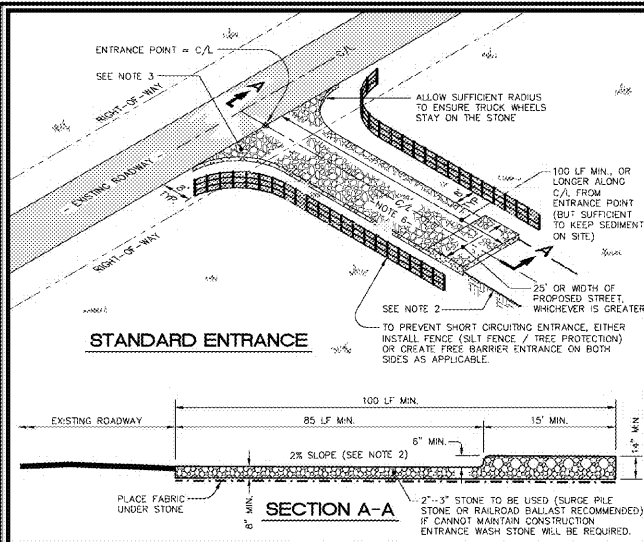 ENTRANCE POINT = C/L
SEE NOTE 3
RIGHT-OF-WAY
C/L
A
ALLOW SUFFICIENT RADIUS
TO ENSURE TRUCK WHEELS
STAY ON THE STONE
EXISTING ROADWAY
TYP.
C/L
NOTE 6
100 LF MIN., OR
LONGER ALONG
C/L FROM
ENTRANCE POINT
(BUT SUFFICIENT
TO KEEP SEDIMENT
ON SITE)
A
RIGHT-OF-WAY
25' OR WIDTH OF
PROPOSED STREET,
WHICHEVER IS GREATER
SEE NOTE 2
STANDARD ENTRANCE
TO PREVENT SHORT CIRCUITING ENTRANCE, EITHER
INSTALL FENCE (SILT FENCE / TREE PROTECTION)
OR CREATE FREE BARRIER ENTRANCE ON BOTH
SIDES AS APPLICABLE.
100 LF MIN.
EXISTING ROADWAY
85 LF MIN.
15' MIN.
6" MIN.
14" MIN
2% SLOPE (SEE NOTE 2)
PLACE FABRIC
UNDER STONE
8" MIN.
SECTION A-A
2"-3" STONE TO BE USED (SURGE PILE
STONE OR RAILROAD BALLAST RECOMMENDED)
IF CANNOT MAINTAIN CONSTRUCTION
ENTRANCE WASH STONE WILL BE REQUIRED.